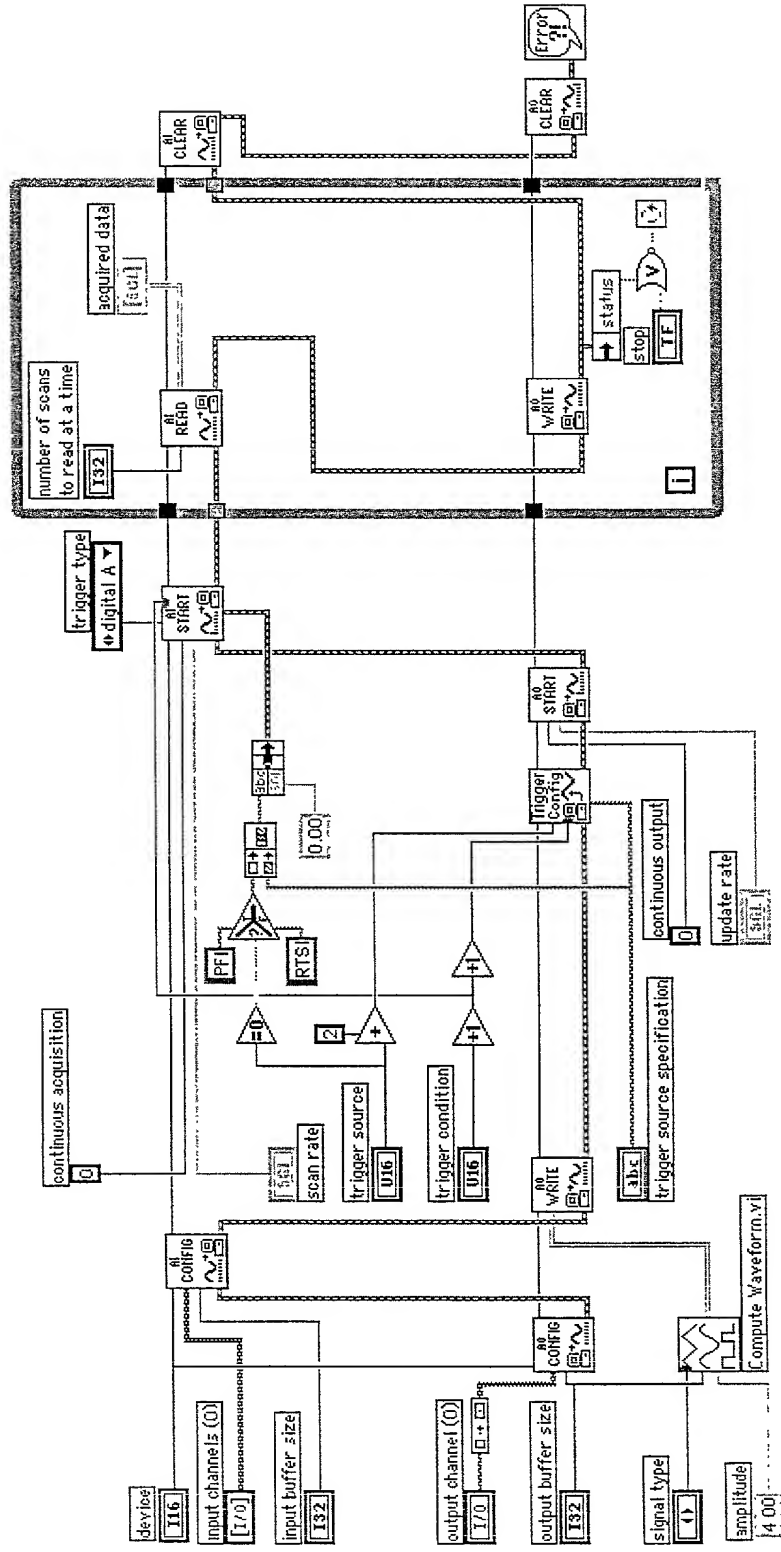 device
I16
input channels (0)
[I/O]
input buffer size
I32
output channel (0)
I/O
output buffer size
I32
signal type
amplitude
4.00
AI
CONFIG
AO
CONFIG
Compute Waveform.vi
continuous acquisition
0
scan rate
trigger source
U16
trigger condition
U16
AO
WRITE
abc
trigger source specification
=0
2
+
+1
+1
PFI
RTSI
?
abc
0.00
Trigger
Config
continuous output
0
update rate
SGL
AO
START
trigger type
digital A
AI
START
number of scans
to read at a time
I32
AI
READ
acquired data
AO
WRITE
i
status
stop
TF
V
AI
CLEAR
AO
CLEAR
Error
?!